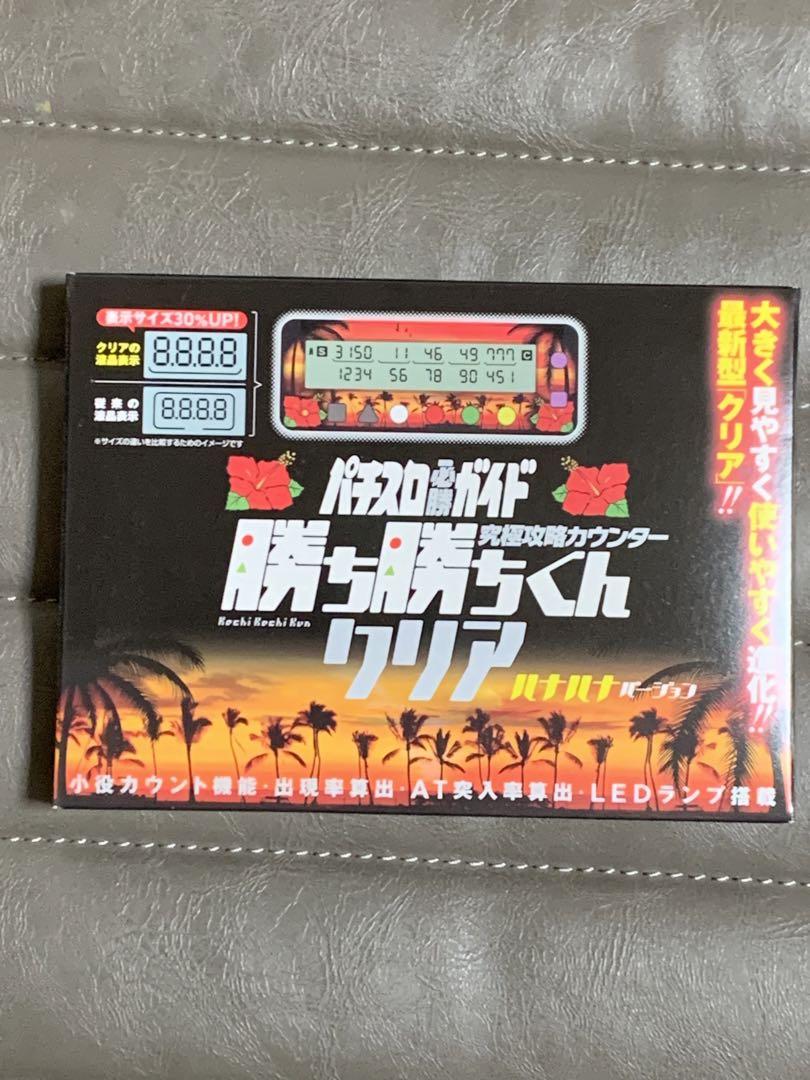 表示サイズ30%UP!
クリアの
液晶表示
8.8.8.8
従来の
液晶表示
8.8.8.8
※サイズの違いを比較するためのイメージです
S 3150 11 46 49 777 C
1234 56 78 90 451
大きく見やすく使いやすく進化!!
最新型「クリア」!!
パチスロ必勝ガイド
究極攻略カウンター
勝ち勝ちくん
Kachi Kachi Kun
クリア
ハナハナバージョン
小役カウント機能・出現率算出・AT突入率算出・LEDランプ搭載